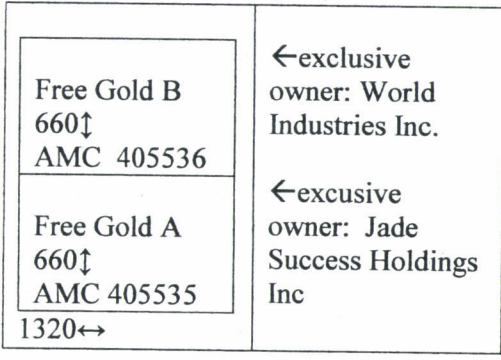 Free Gold B
660↕
AMC 405536
Free Gold A
660↕
AMC 405535
1320↔
←exclusive
owner: World
Industries Inc.
←excusive
owner: Jade
Success Holdings
Inc